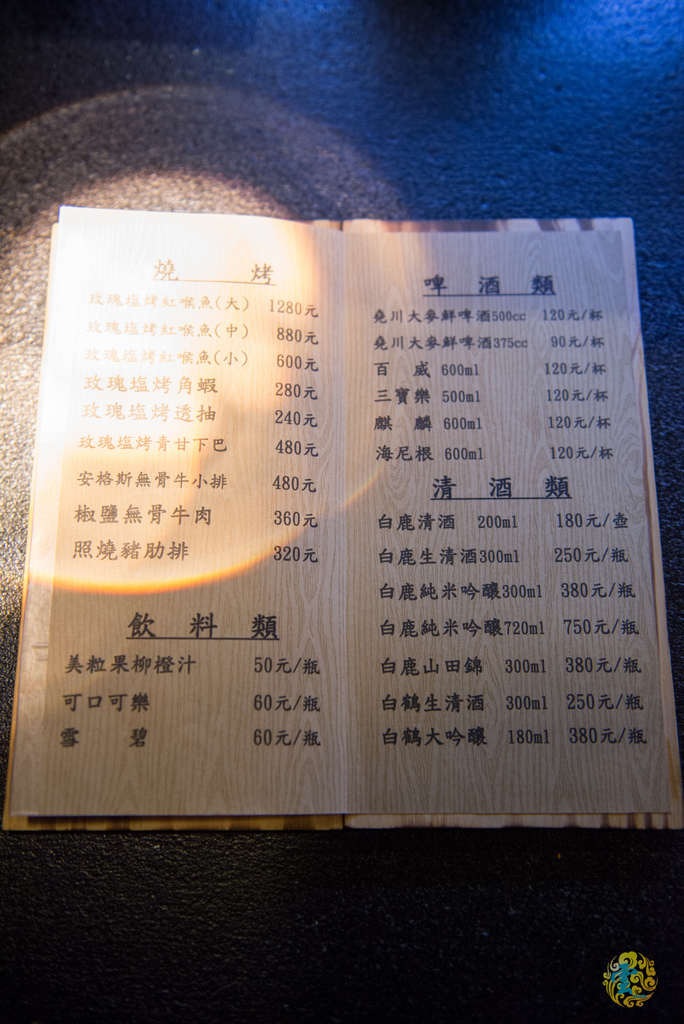 燒 烤
玫瑰塩烤紅喉魚(大) 1280元
玫瑰塩烤紅喉魚(中) 880元
玫瑰塩烤紅喉魚(小) 600元
玫瑰塩烤角蝦 280元
玫瑰塩烤透抽 240元
玫瑰塩烤青甘下巴 480元
安格斯無骨牛小排 480元
椒鹽無骨牛肉 360元
照燒豬肋排 320元
飲 料 類
美粒果柳橙汁 50元/瓶
可口可樂 60元/瓶
雪 碧 60元/瓶
啤 酒 類
堯川大麥鮮啤酒500cc 120元/杯
堯川大麥鮮啤酒375cc 90元/杯
百 威 600ml 120元/杯
三寶樂 500ml 120元/杯
麒 麟 600ml 120元/杯
海尼根 600ml 120元/杯
清 酒 類
白鹿清酒 200ml 180元/壺
白鹿生清酒300ml 250元/瓶
白鹿純米吟釀300ml 380元/瓶
白鹿純米吟釀720ml 750元/瓶
白鹿山田錦 300ml 380元/瓶
白鶴生清酒 300ml 250元/瓶
白鶴大吟釀 180ml 380元/瓶